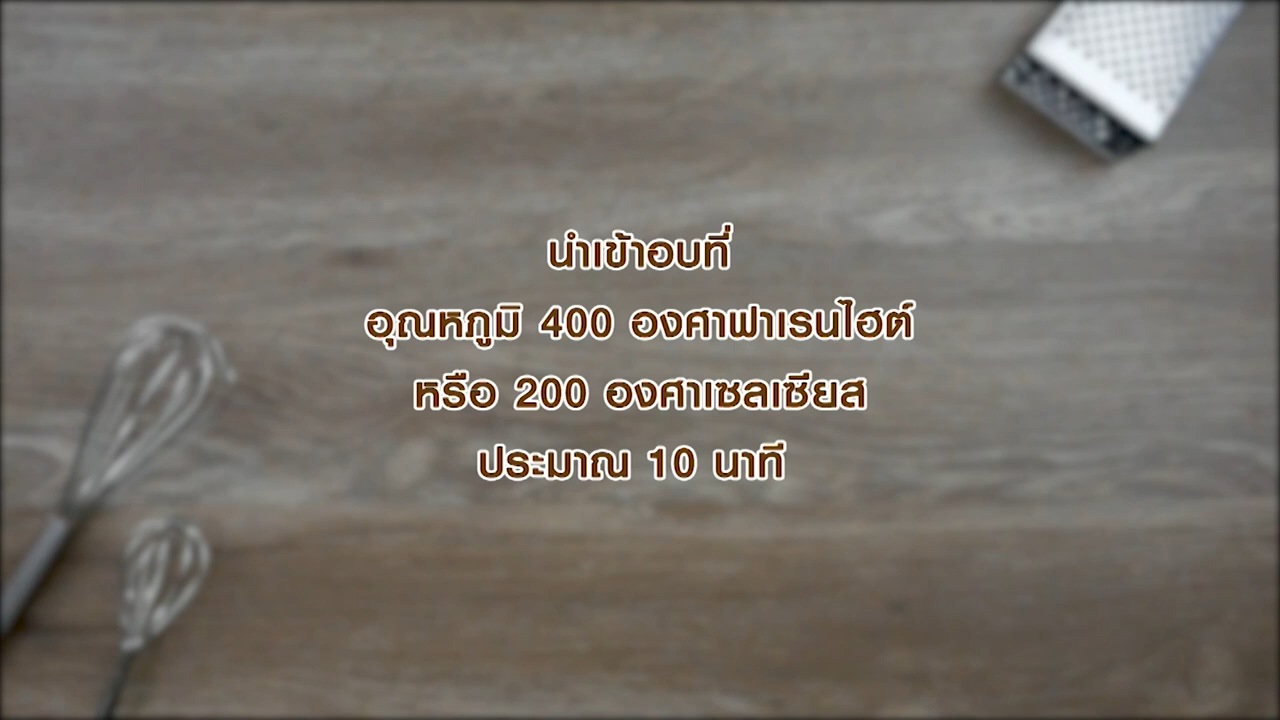 นำเข้าอบที่
อุณหภูมิ 400 องศาฟาเรนไฮต์
หรือ 200 องศาเซลเซียส
ประมาณ 10 นาที